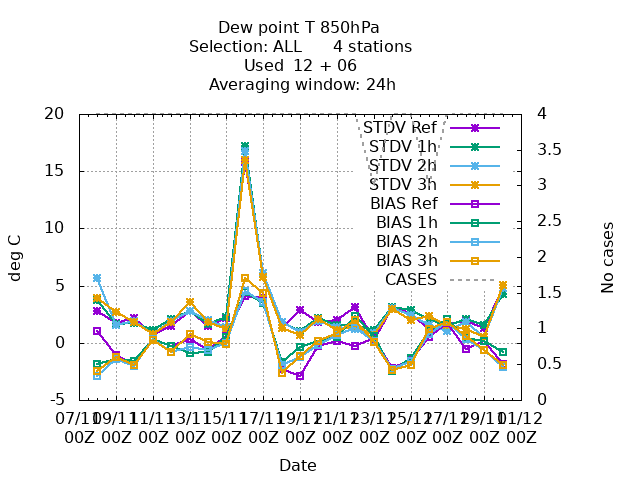 Dew point T 850hPa
Selection: ALL 4 stations
Used 12 + 06
Averaging window: 24h
20
15
10
5
0
-5
4
3.5
3
2.5
2
1.5
1
0.5
0
deg C
No cases
STDV Ref
STDV 1h
STDV 2h
STDV 3h
BIAS Ref
BIAS 1h
BIAS 2h
BIAS 3h
CASES
07/11 09/11 11/11 13/11 15/11 17/11 19/11 21/11 23/11 25/11 27/11 29/11 01/12
00Z 00Z 00Z 00Z 00Z 00Z 00Z 00Z 00Z 00Z 00Z 00Z 00Z
Date